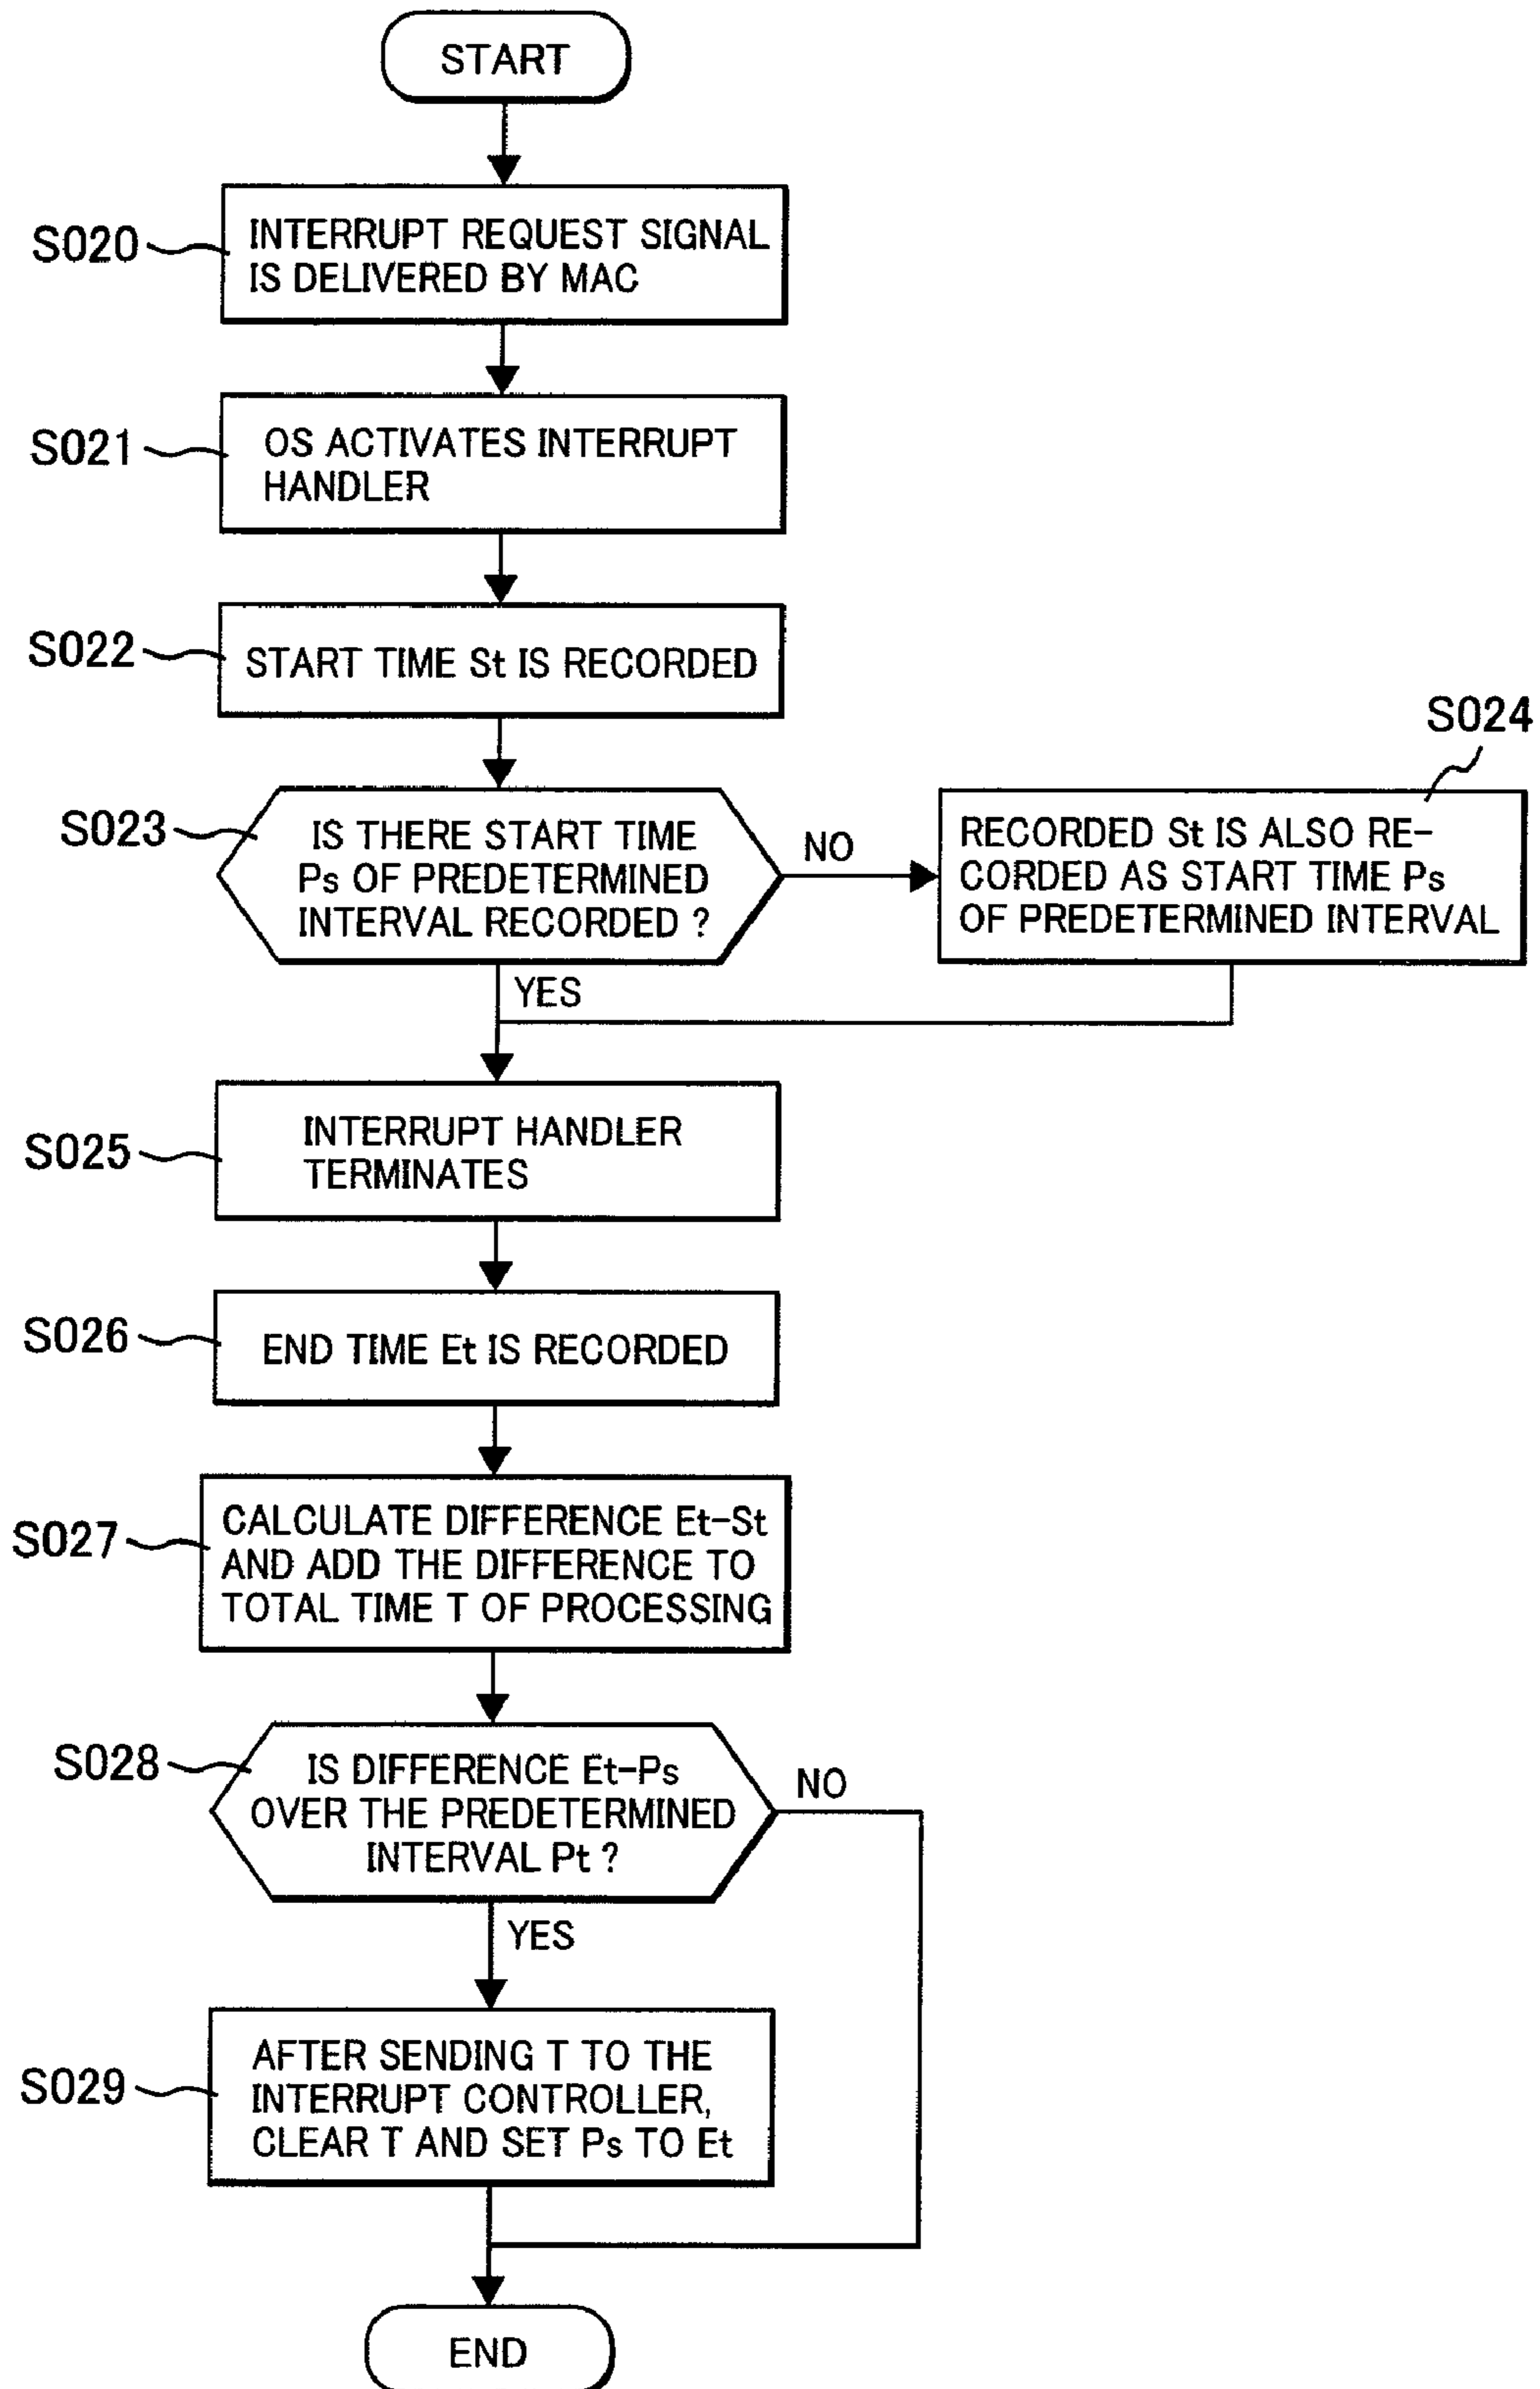 START
S020
INTERRUPT REQUEST SIGNAL
IS DELIVERED BY MAC
S021
OS ACTIVATES INTERRUPT
HANDLER
S022
START TIME St IS RECORDED
S023
IS THERE START TIME
Ps OF PREDETERMINED
INTERVAL RECORDED ?
NO
S024
RECORDED St IS ALSO RE-
CORDED AS START TIME Ps
OF PREDETERMINED INTERVAL
YES
S025
INTERRUPT HANDLER
TERMINATES
S026
END TIME Et IS RECORDED
S027
CALCULATE DIFFERENCE Et-St
AND ADD THE DIFFERENCE TO
TOTAL TIME T OF PROCESSING
S028
IS DIFFERENCE Et-Ps
OVER THE PREDETERMINED
INTERVAL Pt ?
NO
YES
S029
AFTER SENDING T TO THE
INTERRUPT CONTROLLER,
CLEAR T AND SET Ps TO Et
END